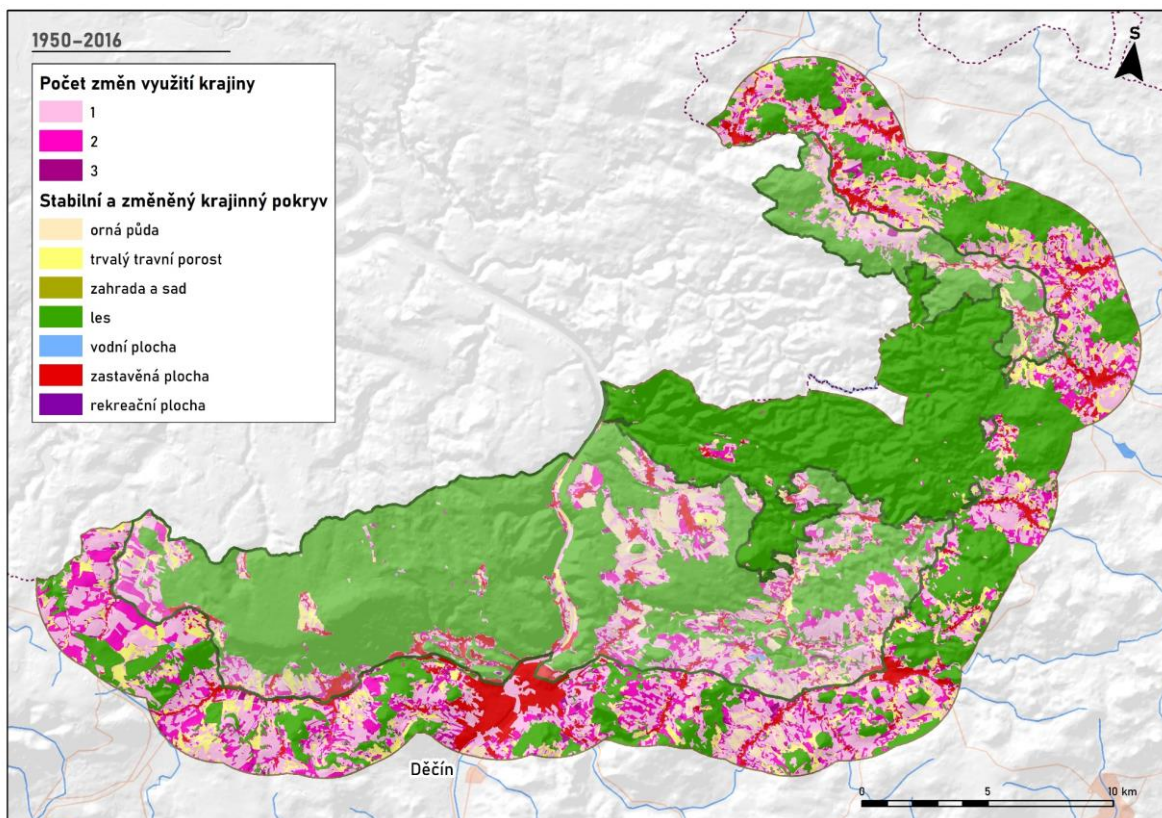 1950–2016
Počet změn využití krajiny
1
2
3
Stabilní a změněný krajinný pokryv
orná půda
trvalý travní porost
zahrada a sad
les
vodní plocha
zastavěná plocha
rekreační plocha
S
Děčín
0 5 10 km